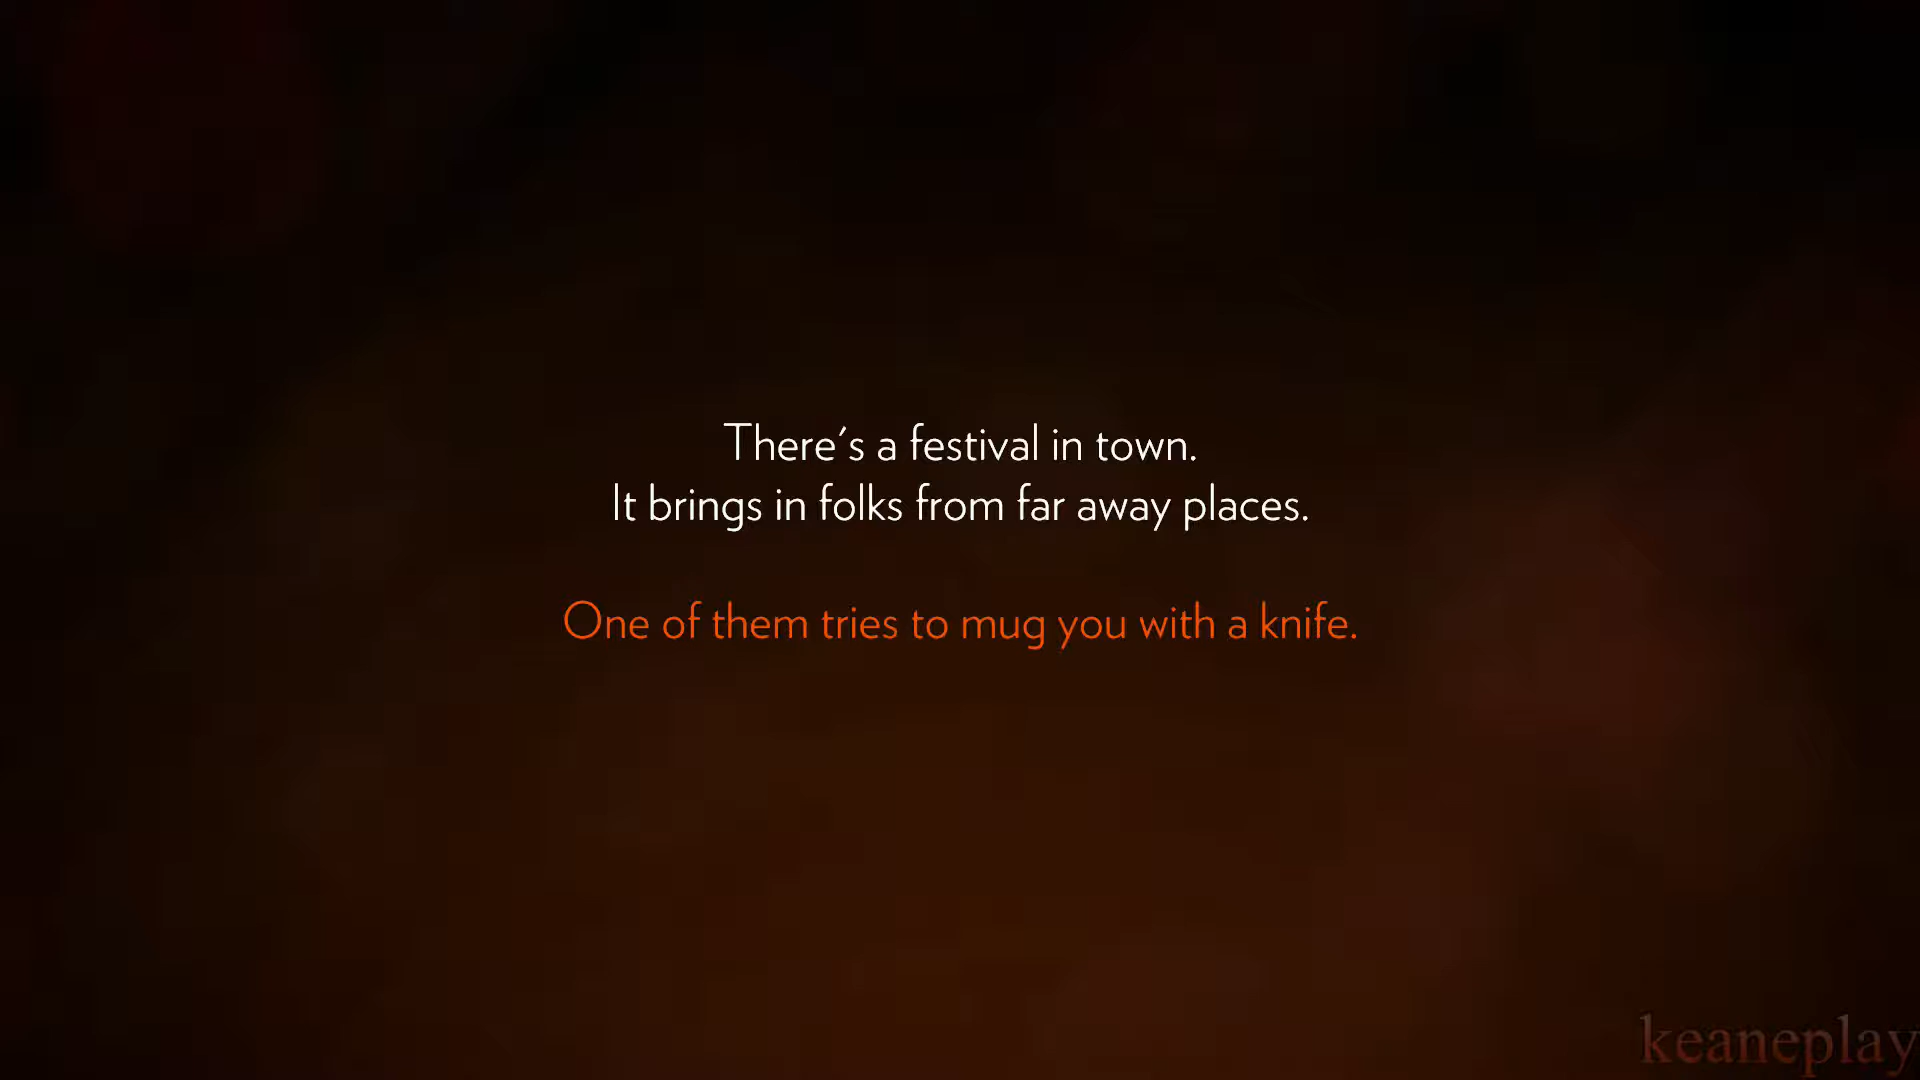 There's a festival in town.
It brings in folks from far away places.
One of them tries to mug you with a knife.
keaneplay